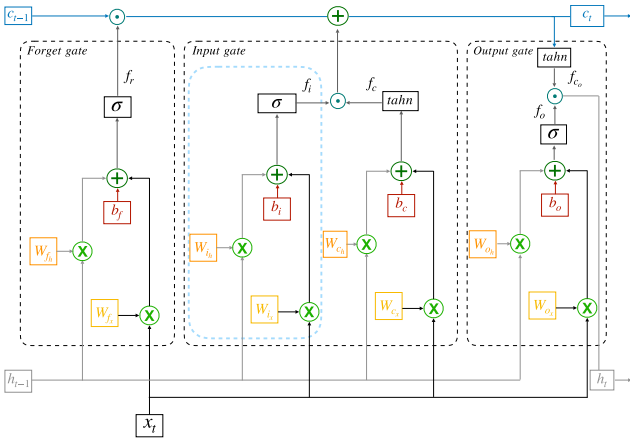 c_{t-1}
c_t
Forget gate
Input gate
Output gate
tahn
f_r
f_i
f_c
f_{c_o}
σ
σ
tahn
f_o
σ
b_f
b_i
b_c
b_o
W_{f_h}
W_{i_h}
W_{c_h}
W_{o_h}
W_{f_x}
W_{i_x}
W_{c_x}
W_{o_x}
h_{t-1}
h_t
x_t